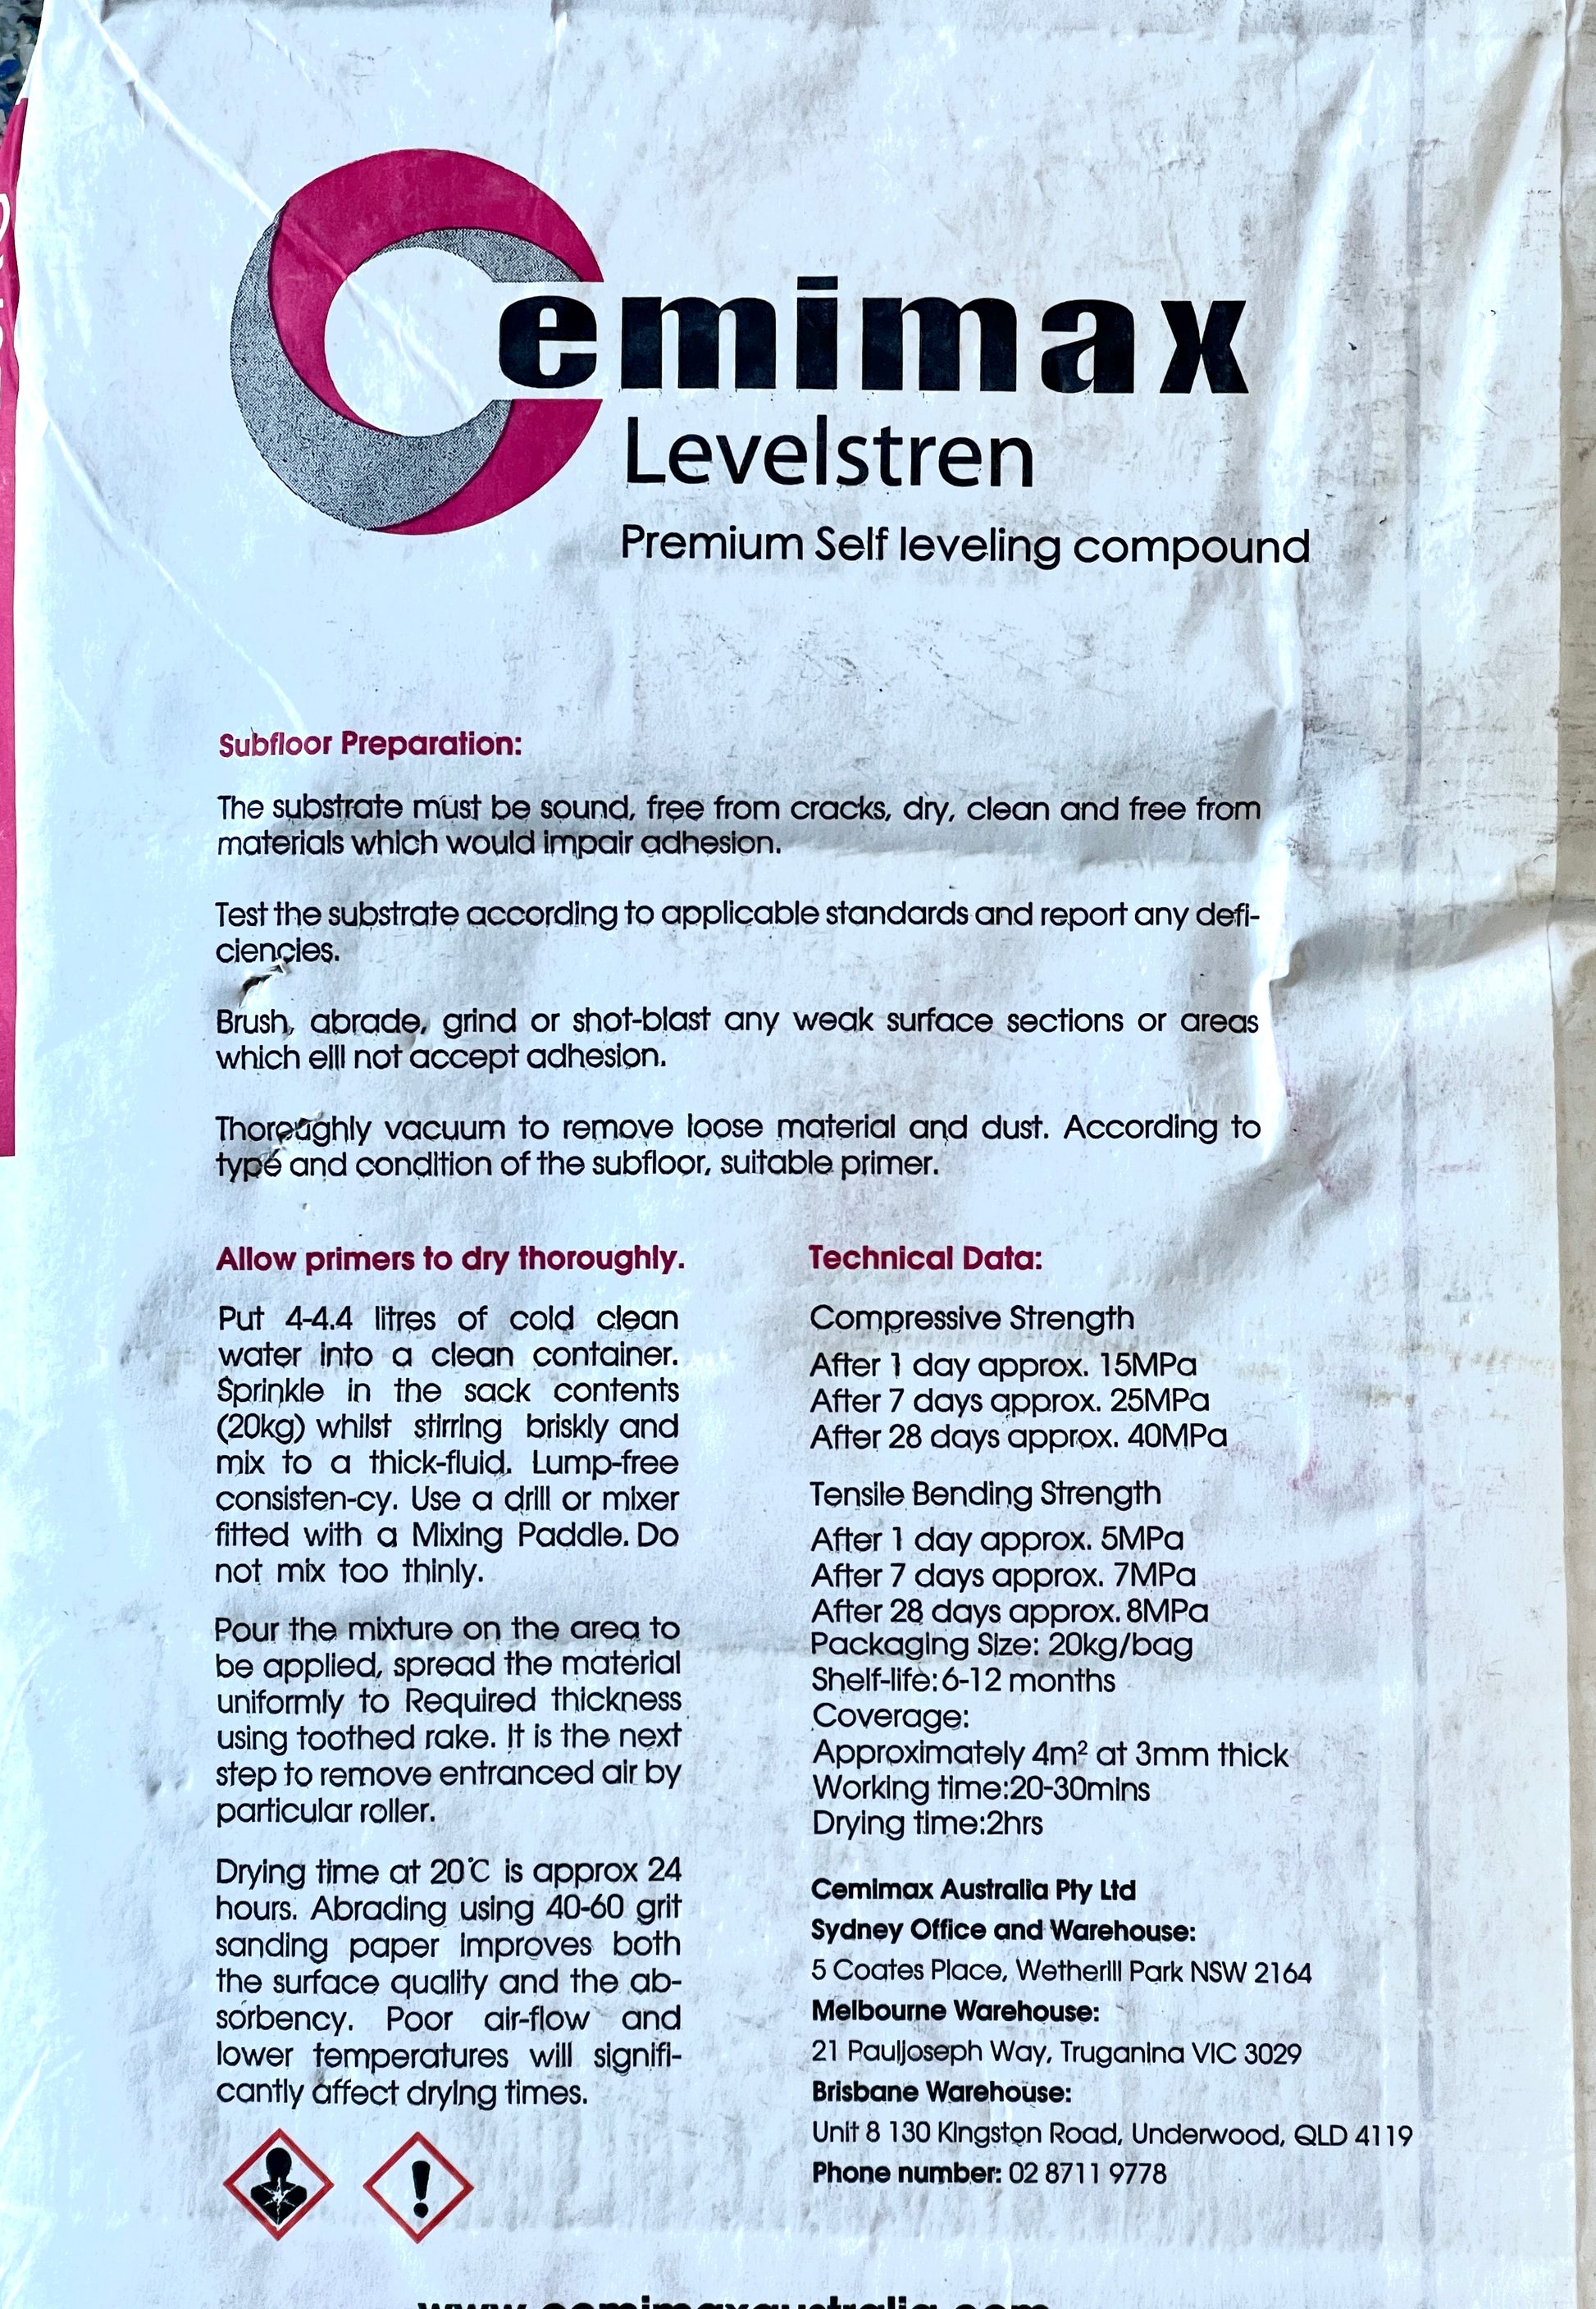 Cemimax
Levelstren
Premium Self leveling compound
Subfloor Preparation:
The substrate must be sound, free from cracks, dry, clean and free from
materials which would impair adhesion.
Test the substrate according to applicable standards and report any defi-
ciencies.
Brush, abrade, grind or shot-blast any weak surface sections or areas
which eill not accept adhesion.
Thoroughly vacuum to remove loose material and dust. According to
type and condition of the subfloor, suitable primer.
Allow primers to dry thoroughly.
Put 4-4.4 litres of cold clean
water into a clean container.
Sprinkle in the sack contents
(20kg) whilst stirring briskly and
mix to a thick-fluid. Lump-free
consisten-cy. Use a drill or mixer
fitted with a Mixing Paddle. Do
not mix too thinly.
Pour the mixture on the area to
be applied, spread the material
uniformly to Required thickness
using toothed rake. It is the next
step to remove entranced air by
particular roller.
Drying time at 20℃ is approx 24
hours. Abrading using 40-60 grit
sanding paper improves both
the surface quality and the ab-
sorbency. Poor air-flow and
lower temperatures will signifi-
cantly affect drying times.
Technical Data:
Compressive Strength
After 1 day approx. 15MPa
After 7 days approx. 25MPa
After 28 days approx. 40MPa
Tensile Bending Strength
After 1 day approx. 5MPa
After 7 days approx. 7MPa
After 28 days approx. 8MPa
Packaging Size: 20kg/bag
Shelf-life:6-12 months
Coverage:
Approximately 4m² at 3mm thick
Working time:20-30mins
Drying time:2hrs
Cemimax Australia Pty Ltd
Sydney Office and Warehouse:
5 Coates Place, Wetherill Park NSW 2164
Melbourne Warehouse:
21 Pauljoseph Way, Truganina VIC 3029
Brisbane Warehouse:
Unit 8 130 Kingston Road, Underwood, QLD 4119
Phone number: 02 8711 9778
www.cemimaxaustralia.com